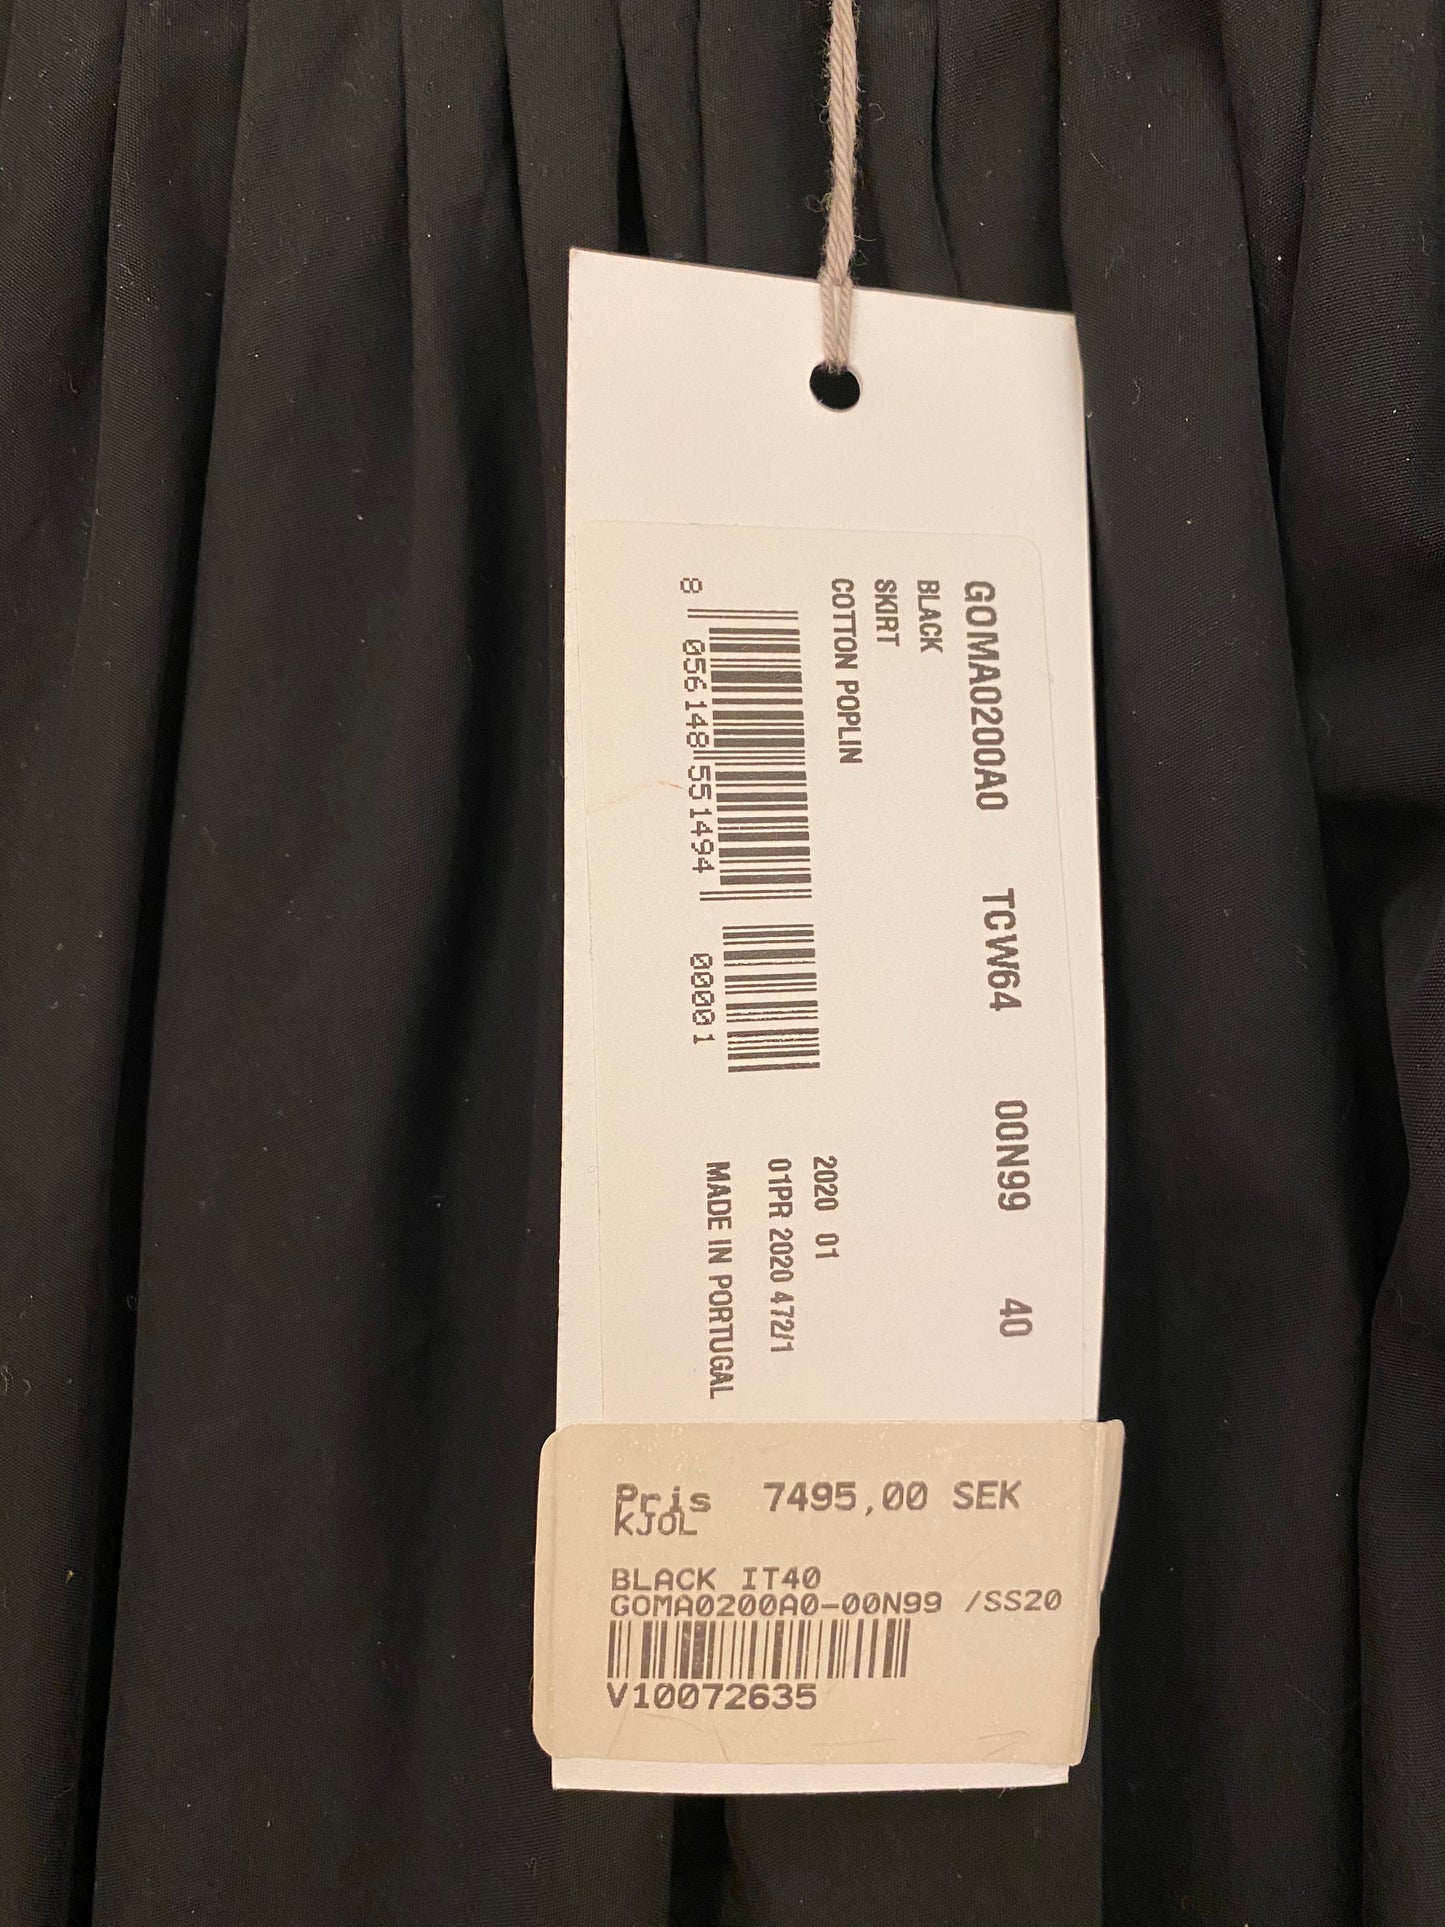 GOMA0200A0 TCW64 00N99 40
BLACK
SKIRT
COTTON POPLIN
8 056148 551494 00001
2020 01
01PR 2020 472/1
MADE IN PORTUGAL
Pris 7495,00 SEK
KJOL
BLACK IT40
GOMA0200A0-00N99 /SS20
V10072635